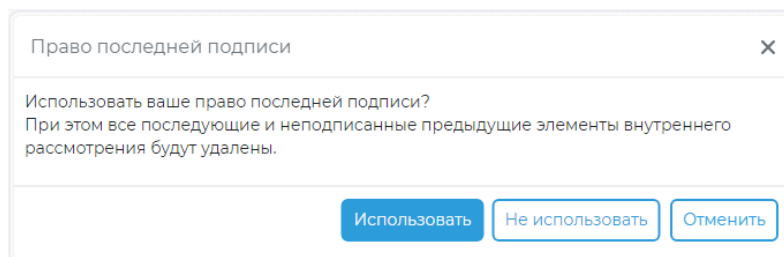 Право последней подписи
Использовать ваше право последней подписи?
При этом все последующие и неподписанные предыдущие элементы внутреннего
рассмотрения будут удалены.
Использовать Не использовать Отменить